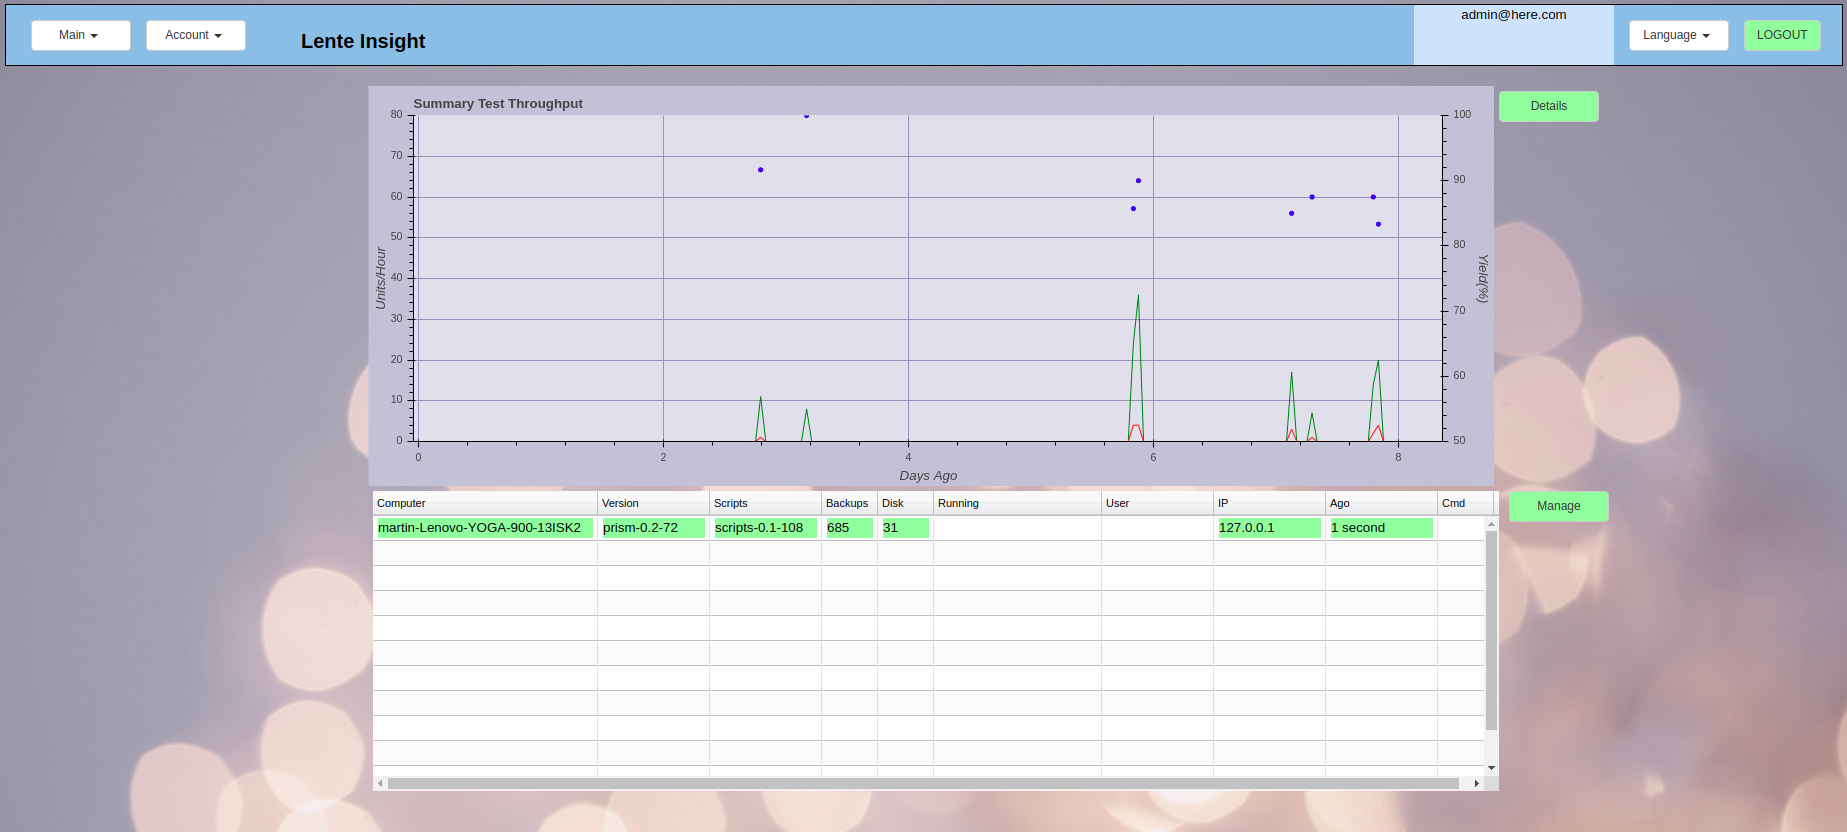 Main
Account
Lente Insight
admin@here.com
Language
LOGOUT
Summary Test Throughput
Details
80
70
60
50
40
30
20
10
0
Units/Hour
100
90
80
70
60
50
Yield(%)
0 2 4 6 8
Days Ago
Computer Version Scripts Backups Disk Running User IP Ago Cmd
Manage
martin-Lenovo-YOGA-900-13ISK2 prism-0.2-72 scripts-0.1-108 685 31 127.0.0.1 1 second